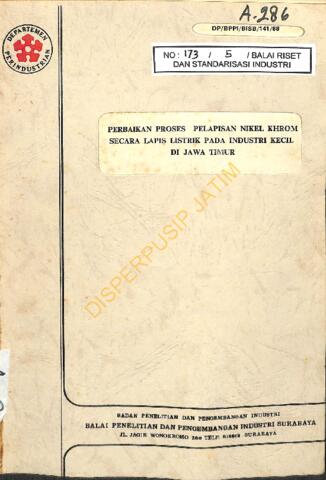 A.286
DP/BPPI/BISB/141/88
DEPARTEMEN
PERINDUSTRIAN
NO : 173 / 5 / BALAI RISET
DAN STANDARISASI INDUSTRI
PERBAIKAN PROSES PELAPISAN NIKEL KHROM
SECARA LAPIS LISTRIK PADA INDUSTRI KECIL
DI JAWA TIMUR
DISPERPUSIP JATIM
BADAN PENELITIAN DAN PENGEMBANGAN INDUSTRI
BALAI PENELITIAN DAN PENGEMBANGAN INDUSTRI SURABAYA
JL. JAGIR WONOKROMO 360 TELP. SURABAYA